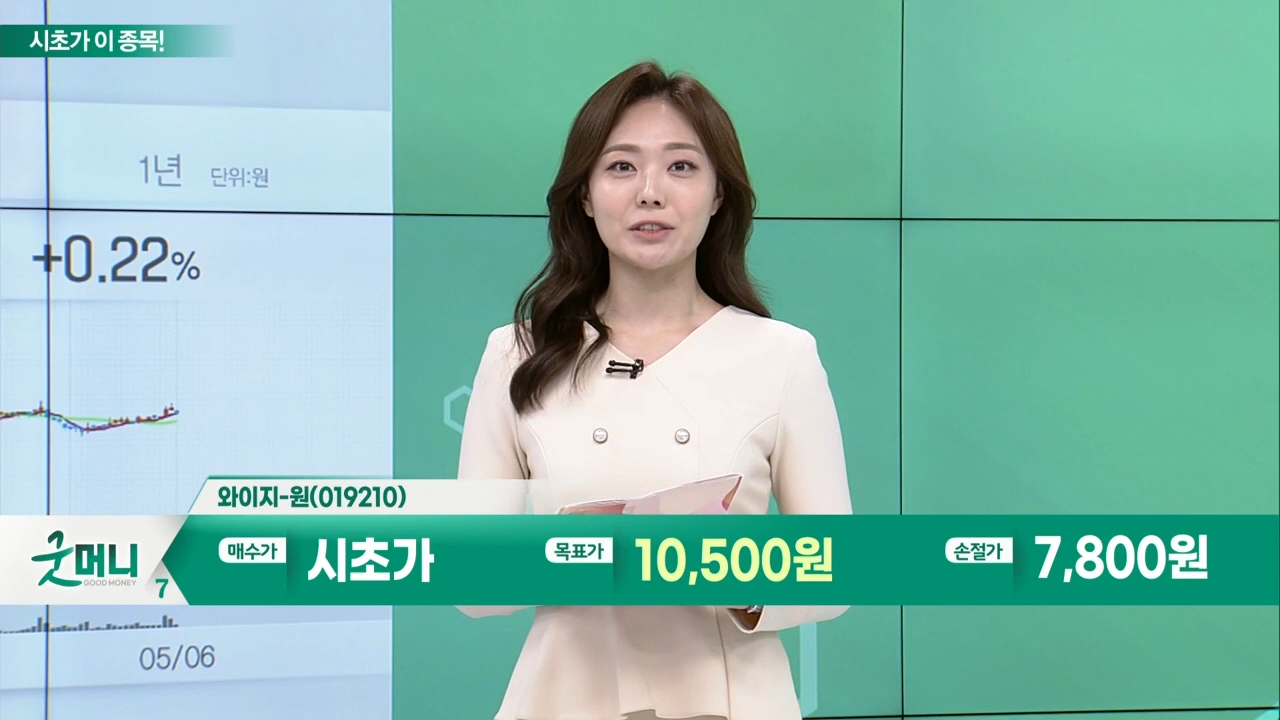 시초가 이 종목!
1년 단위:원
+0.22%
와이지-원(019210)
굿머니
GOOD MONEY
7
매수가 시초가 목표가 10,500원 손절가 7,800원
05/06